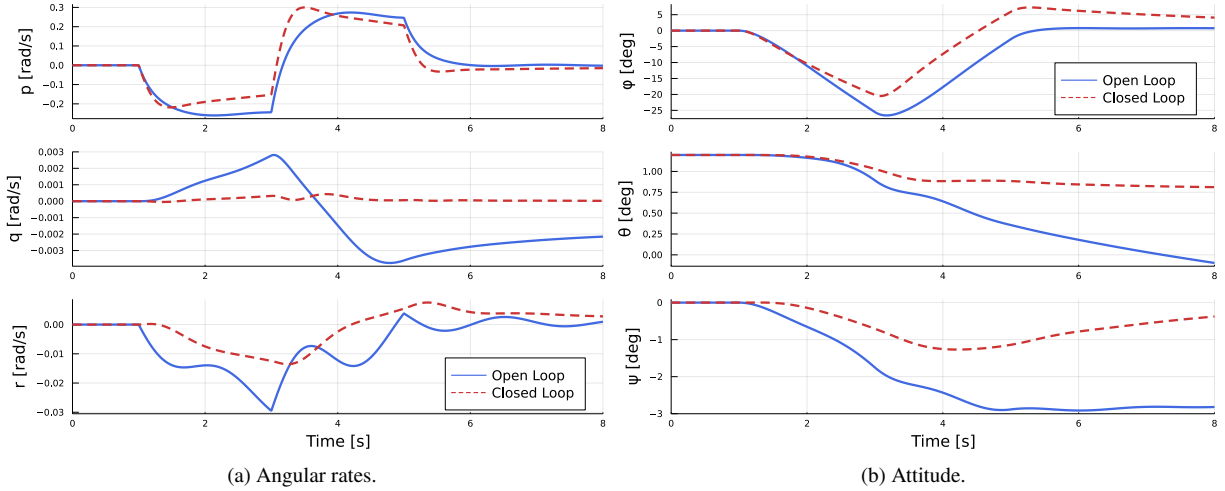 p [rad/s]
0.3
0.2
0.1
0.0
-0.1
-0.2
0 2 4 6 8
q [rad/s]
0.003
0.002
0.001
0.000
-0.001
-0.002
-0.003
0 2 4 6 8
r [rad/s]
0.00
-0.01
-0.02
-0.03
Open Loop
Closed Loop
0 2 4 6 8
Time [s]
(a) Angular rates.
φ [deg]
5
0
-5
-10
-15
-20
-25
Open Loop
Closed Loop
0 2 4 6 8
θ [deg]
1.00
0.75
0.50
0.25
0.00
0 2 4 6 8
ψ [deg]
0
-1
-2
-3
0 2 4 6 8
Time [s]
(b) Attitude.